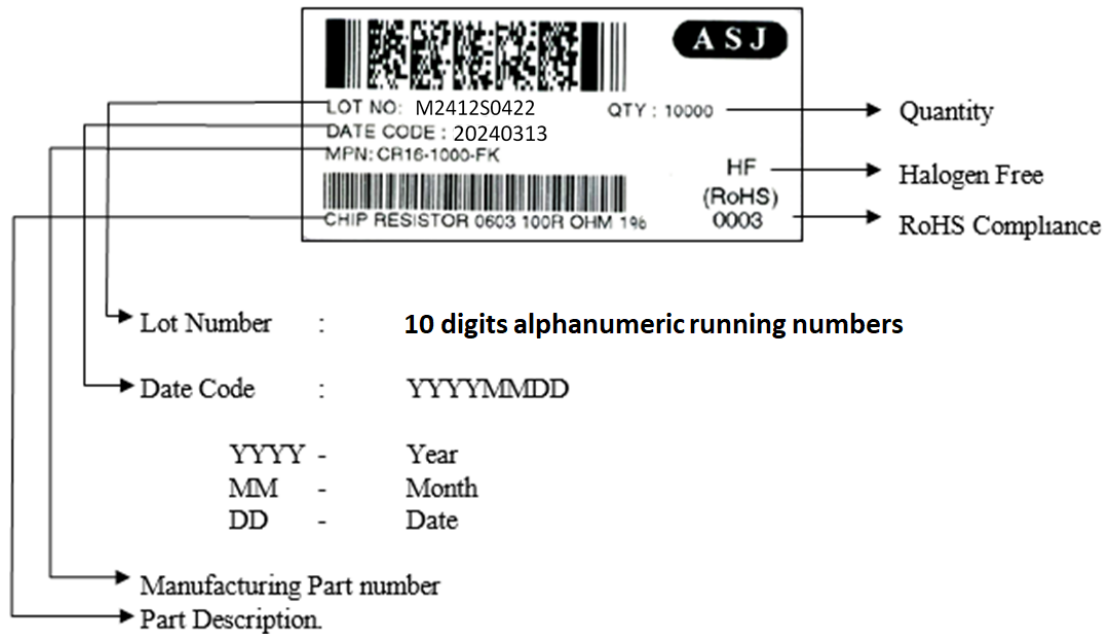 ASJ
LOT NO: M2412S0422 QTY : 10000
Quantity
DATE CODE : 20240313
MPN: CR16-1000-FK
HF
Halogen Free
(RoHS)
CHIP RESISTOR 0603 100R OHM 1%
0003
RoHS Compliance
Lot Number : 10 digits alphanumeric running numbers
Date Code : YYYYMMDD
YYYY - Year
MM - Month
DD - Date
Manufacturing Part number
Part Description.